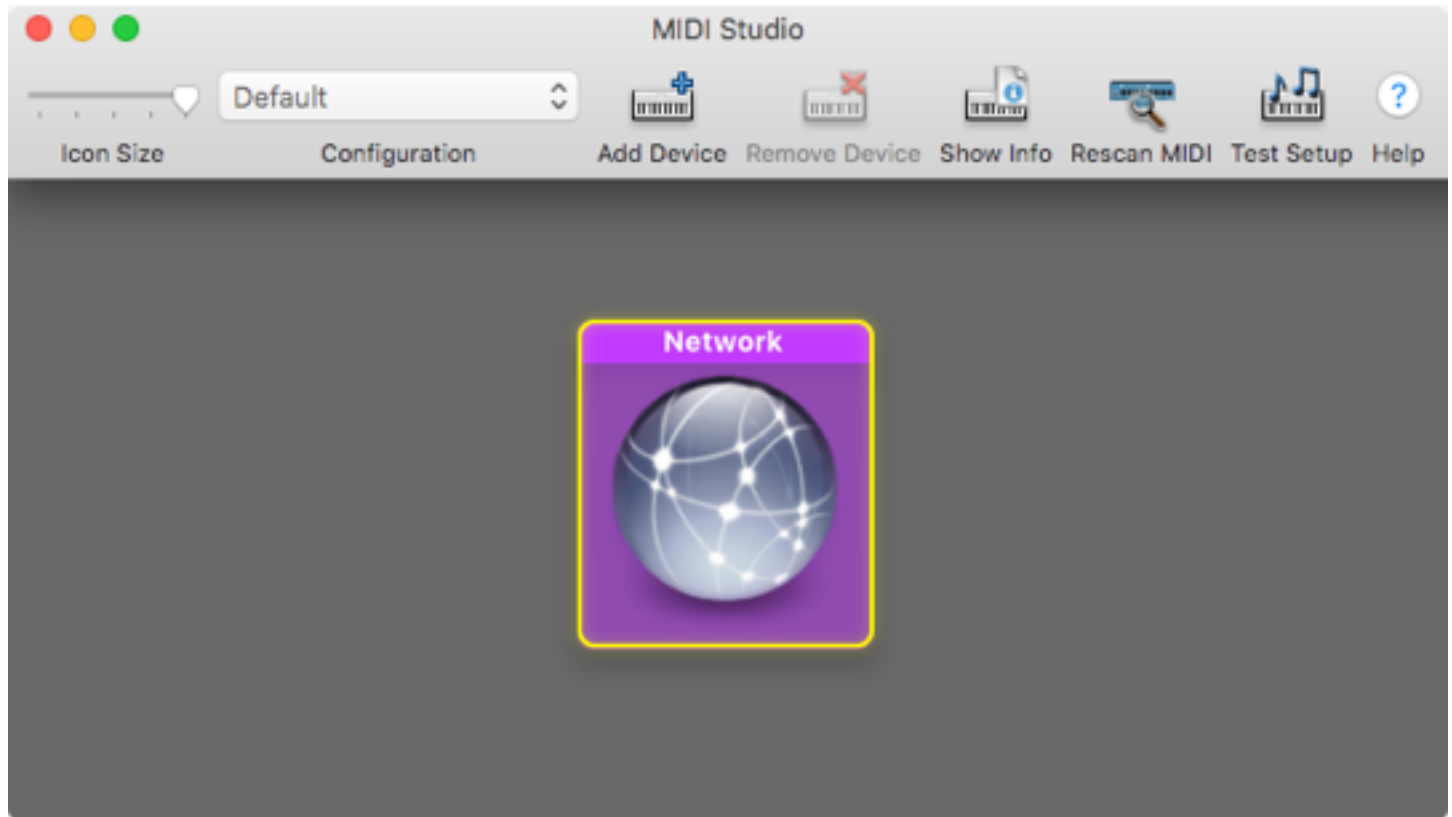 MIDI Studio
Default
Icon Size Configuration Add Device Remove Device Show Info Rescan MIDI Test Setup Help
Network